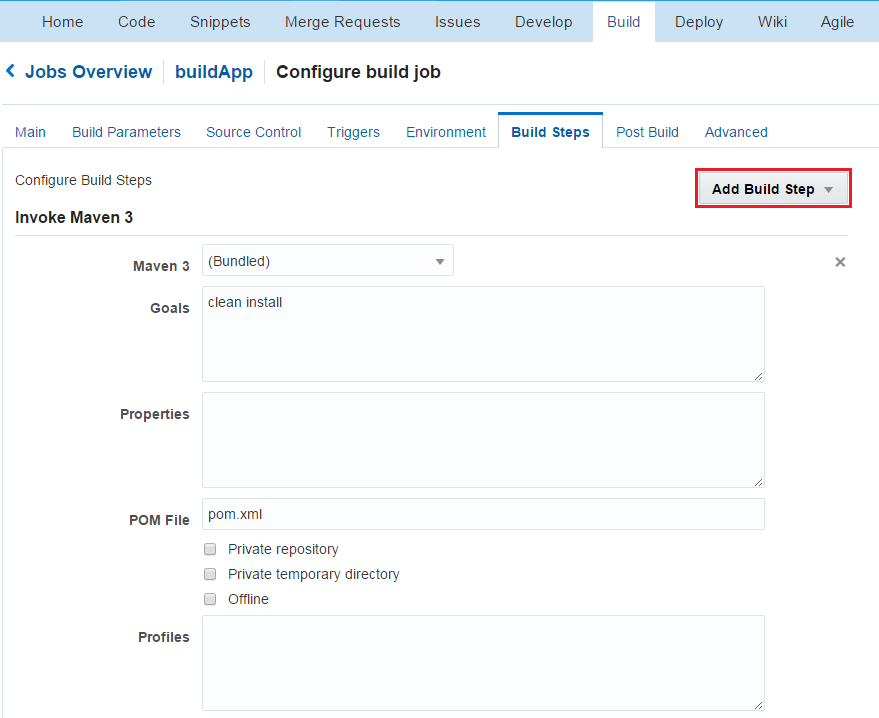 Home Code Snippets Merge Requests Issues Develop Build Deploy Wiki Agile
Jobs Overview buildApp Configure build job
Main Build Parameters Source Control Triggers Environment Build Steps Post Build Advanced
Configure Build Steps
Add Build Step
Invoke Maven 3
Maven 3 (Bundled)
Goals clean install
Properties
POM File pom.xml
Private repository
Private temporary directory
Offline
Profiles